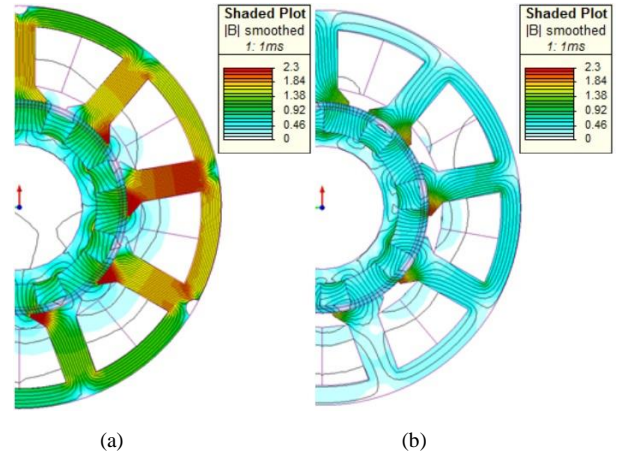 Shaded Plot
|B| smoothed
1: 1ms
2.3
1.84
1.38
0.92
0.46
0
Shaded Plot
|B| smoothed
1: 1ms
2.3
1.84
1.38
0.92
0.46
0
(a)
(b)